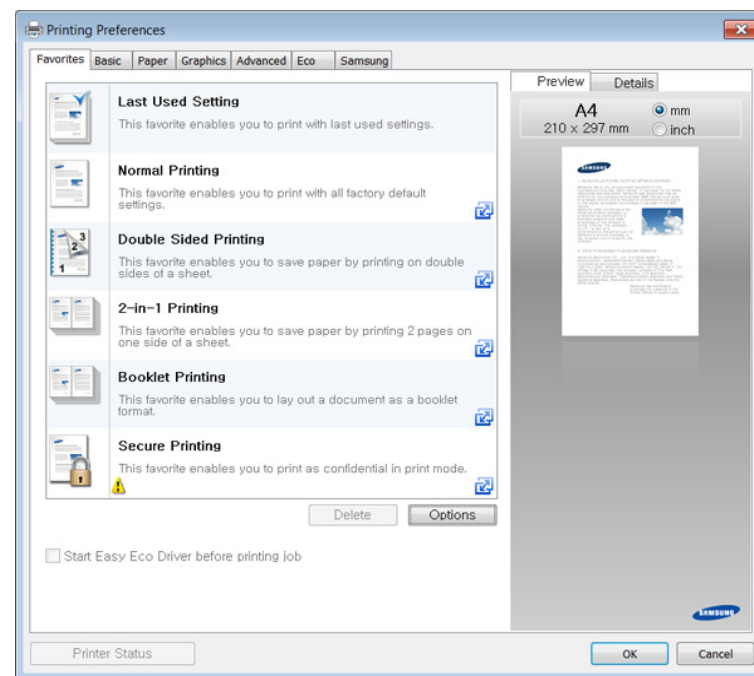 Printing Preferences
Favorites Basic Paper Graphics Advanced Eco Samsung
Last Used Setting
This favorite enables you to print with last used settings.
Normal Printing
This favorite enables you to print with all factory default
settings.
Double Sided Printing
This favorite enables you to save paper by printing on double
sides of a sheet.
2-in-1 Printing
This favorite enables you to save paper by printing 2 pages on
one side of a sheet.
Booklet Printing
This favorite enables you to lay out a document as a booklet
format.
Secure Printing
This favorite enables you to print as confidential in print mode.
Delete Options
Start Easy Eco Driver before printing job
Printer Status
Preview Details
A4
210 x 297 mm
mm
inch
SAMSUNG
SAMSUNG
OK Cancel
3
2
1